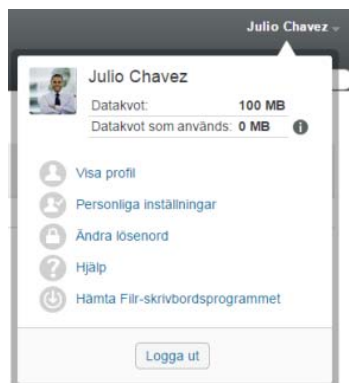 Julio Chavez
Julio Chavez
Datakvot: 100 MB
Datakvot som används: 0 MB
Visa profil
Personliga inställningar
Ändra lösenord
Hjälp
Hämta Filr-skrivbordsprogrammet
Logga ut